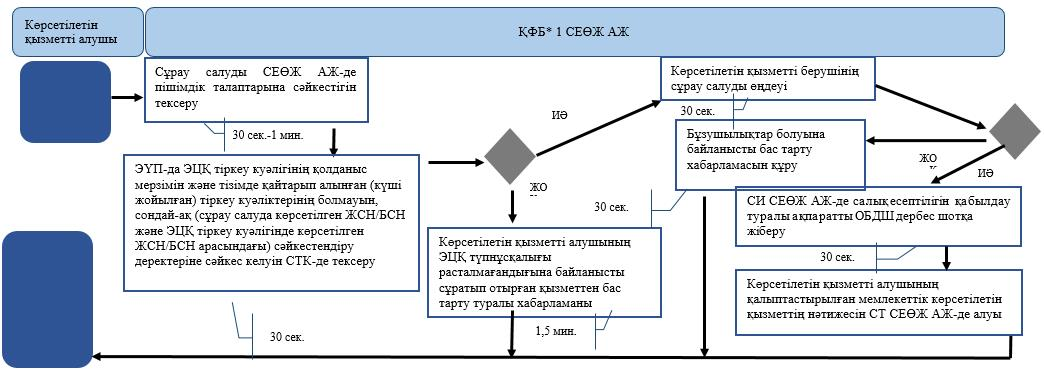 Көрсетілетін
қызметті алушы
ҚФБ* 1 СЕӨЖ АЖ
Сұрау салуды СЕӨЖ АЖ-де
пішімдік талаптарына сәйкестігін
тексеру
30 сек.-1 мин.
ЭҮП-да ЭЦҚ тіркеу куәлігінің қолданыс
мерзімін және тізімде қайтарып алынған (күші
жойылған) тіркеу куәліктерінің болмауын,
сондай-ақ (сұрау салуда көрсетілген ЖСН/БСН
және ЭЦҚ тіркеу куәлігінде көрсетілген
ЖСН/БСН арасындағы) сәйкестендіру
деректеріне сәйкес келуін СТК-де тексеру
30 сек.
ИӘ
ЖО
Көрсетілетін қызметті алушының
ЭЦҚ түпнұсқалығы
расталмағандығына байланысты
сұратып отырған қызметтен бас
тарту туралы хабарламаны
1,5 мин.
Көрсетілетін қызметті берушінің
сұрау салуды өңдеуі
30 сек.
Бұзушылықтар болуына
байланысты бас тарту
хабарламасын құру
30 сек.
ЖО
ИӘ
СИ СЕӨЖ АЖ-де салық есептілігін қабылдау
туралы ақпаратты ОБДШ дербес шотқа
жіберу
30 сек.
Көрсетілетін қызметті алушының
қалыптастырылған мемлекеттік көрсетілетін
қызметтің нәтижесін СТ СЕӨЖ АЖ-де алуы